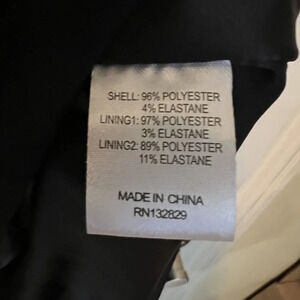 SHELL: 96% POLYESTER
4% ELASTANE
LINING1: 97% POLYESTER
3% ELASTANE
LINING2: 89% POLYESTER
11% ELASTANE
MADE IN CHINA
RN132829